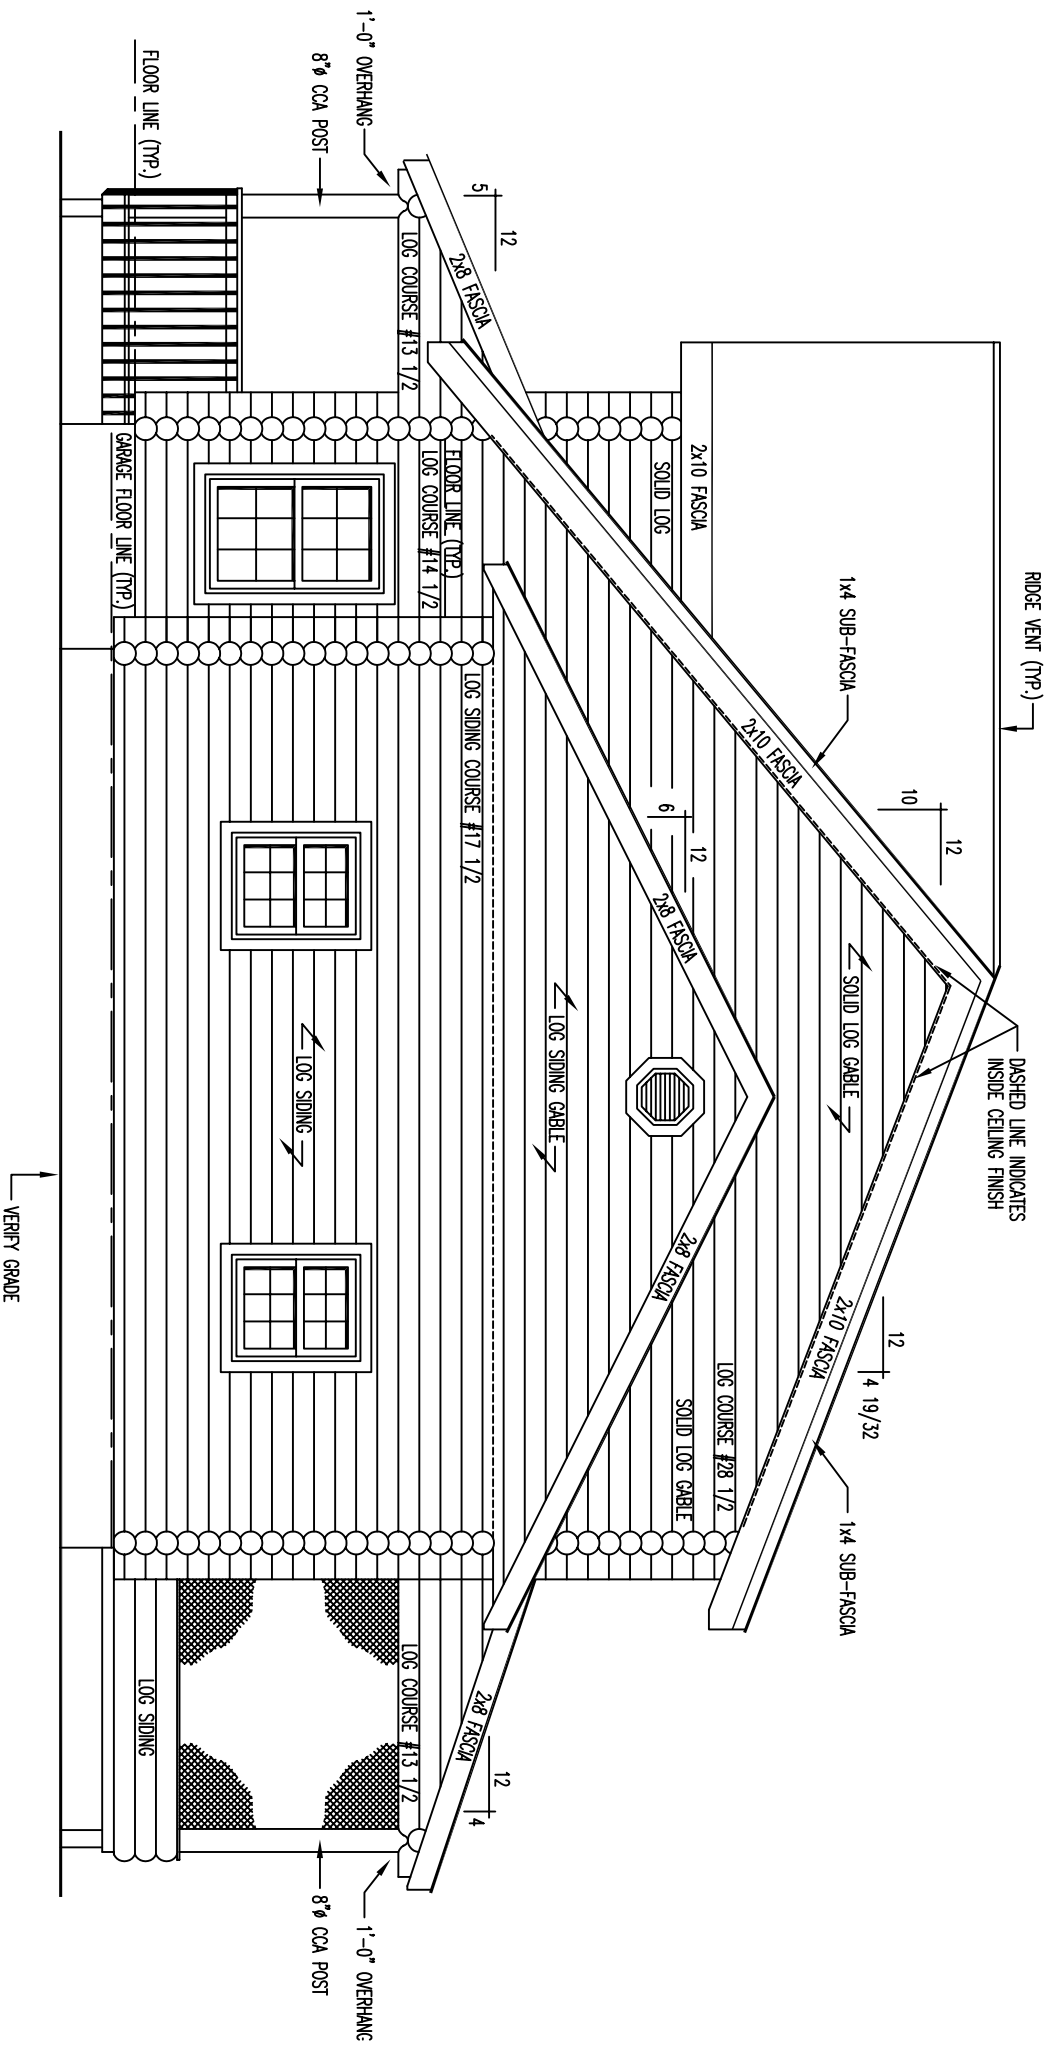 RIDGE VENT (TYP.)
DASHED LINE INDICATES
INSIDE CEILING FINISH
12
10
12
4 19/32
1x4 SUB-FASCIA
1x4 SUB-FASCIA
2x10 FASCIA
2x10 FASCIA
2x10 FASCIA
SOLID LOG GABLE
SOLID LOG
LOG COURSE #28 1/2
SOLID LOG GABLE
12
6
2x8 FASCIA
2x8 FASCIA
LOG SIDING GABLE
12
5
12
4
2x8 FASCIA
2x8 FASCIA
LOG SIDING COURSE #17 1/2
FLOOR LINE (TYP.)
LOG COURSE #14 1/2
LOG COURSE #13 1/2
LOG COURSE #13 1/2
1'-0" OVERHANG
1'-0" OVERHANG
8"ø CCA POST
8"ø CCA POST
LOG SIDING
LOG SIDING
FLOOR LINE (TYP.)
GARAGE FLOOR LINE (TYP.)
VERIFY GRADE